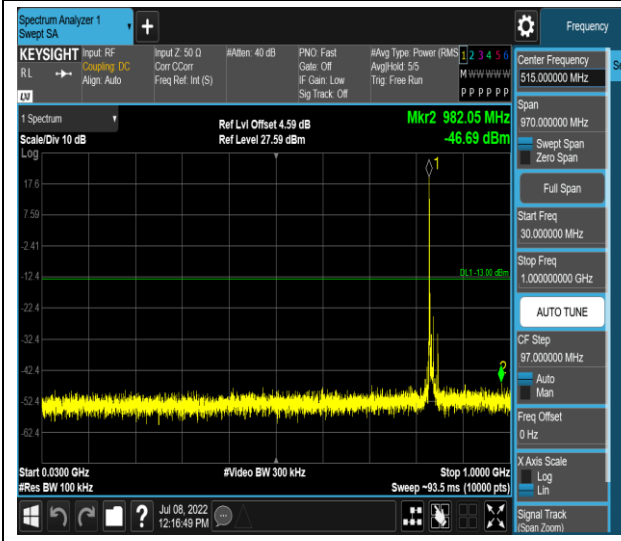 Spectrum Analyzer 1
Swept SA
+
Frequency
KEYSIGHT
RL
LXI
Input: RF
Coupling: DC
Align: Auto
Input Z: 50 Ω
Corr CCorr
Freq Ref: Int (S)
#Atten: 40 dB
PNO: Fast
Gate: Off
IF Gain: Low
Sig Track: Off
#Avg Type: Power (RMS
Avg|Hold: 5/5
Trig: Free Run
1 2 3 4 5 6
M W W W W W
P P P P P P
1 Spectrum
Scale/Div 10 dB
Log
Ref Lvl Offset 4.59 dB
Ref Level 27.59 dBm
Mkr2 982.05 MHz
-46.69 dBm
1
17.6
7.59
-2.41
-12.4
DL1 -13.00 dBm
-22.4
-32.4
-42.4
2
-52.4
-62.4
Start 0.0300 GHz
#Res BW 100 kHz
#Video BW 300 kHz
Stop 1.0000 GHz
Sweep ~93.5 ms (10000 pts)
?
Jul 08, 2022
12:16:49 PM
Center Frequency
515.000000 MHz
Span
970.000000 MHz
Swept Span
Zero Span
Full Span
Start Freq
30.000000 MHz
Stop Freq
1.000000000 GHz
AUTO TUNE
CF Step
97.000000 MHz
Auto
Man
Freq Offset
0 Hz
X Axis Scale
Log
Lin
Signal Track
(Span Zoom)